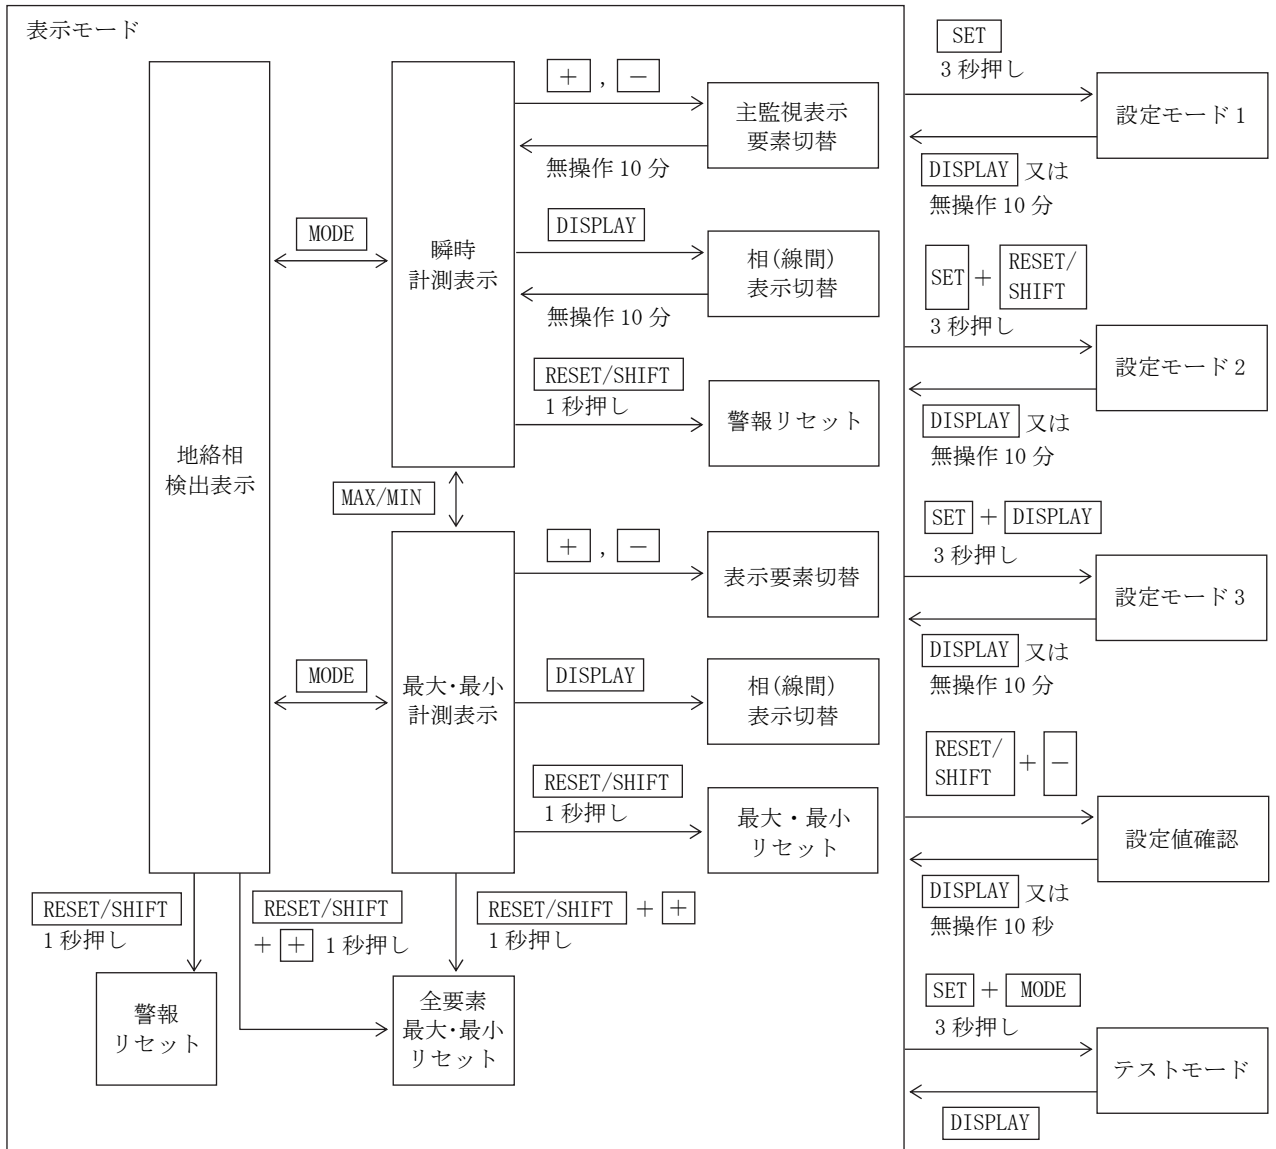 表示モード
地絡相
検出表示
MODE
MODE
瞬時
計測表示
MAX/MIN
最大・最小
計測表示
＋ , －
主監視表示
要素切替
無操作 10 分
DISPLAY
相(線間)
表示切替
無操作 10 分
RESET/SHIFT
1 秒押し
警報リセット
＋ , －
表示要素切替
DISPLAY
相(線間)
表示切替
RESET/SHIFT
1 秒押し
最大・最小
リセット
RESET/SHIFT
1 秒押し
警報
リセット
RESET/SHIFT
＋ ＋ 1 秒押し
RESET/SHIFT ＋ ＋
1 秒押し
全要素
最大・最小
リセット
SET
3 秒押し
設定モード 1
DISPLAY 又は
無操作 10 分
SET ＋ RESET/
SHIFT
3 秒押し
設定モード 2
DISPLAY 又は
無操作 10 分
SET ＋ DISPLAY
3 秒押し
設定モード 3
DISPLAY 又は
無操作 10 分
RESET/
SHIFT ＋ －
設定値確認
DISPLAY 又は
無操作 10 秒
SET ＋ MODE
3 秒押し
テストモード
DISPLAY